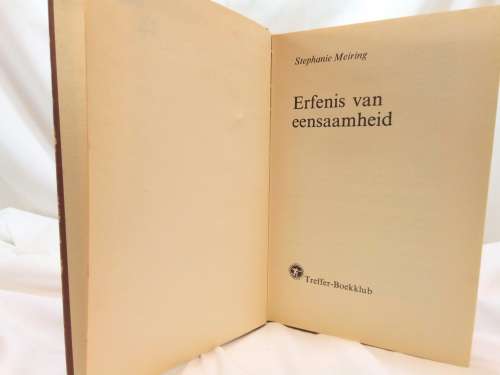 Stephanie Meiring
Erfenis van
eensaamheid
Treffer-Boekklub